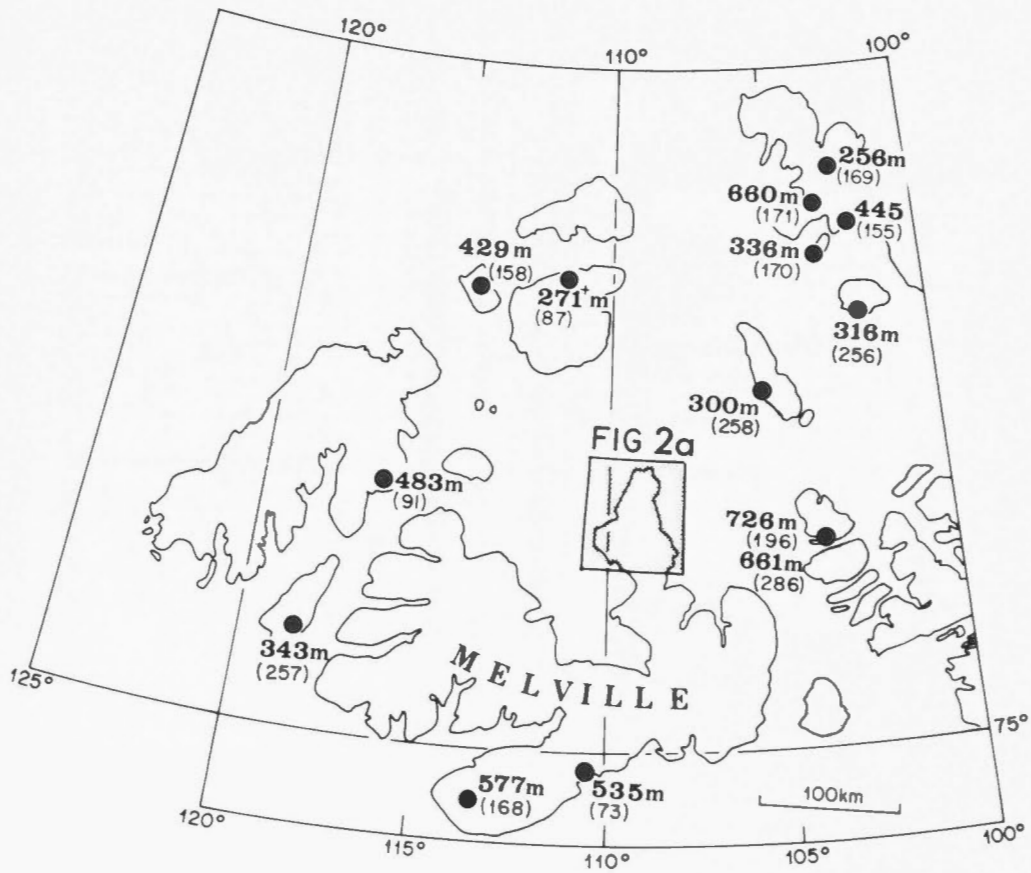 120°
110°
100°
256m
(169)
660m
(171)
445
(155)
336m
(170)
429m
(158)
271+m
(87)
316m
(256)
300m
(258)
FIG 2a
483m
(91)
726m
(196)
661m
(286)
343m
(257)
MELVILLE
125°
75°
577m
(168)
535m
(73)
100km
120°
115°
110°
105°
100°